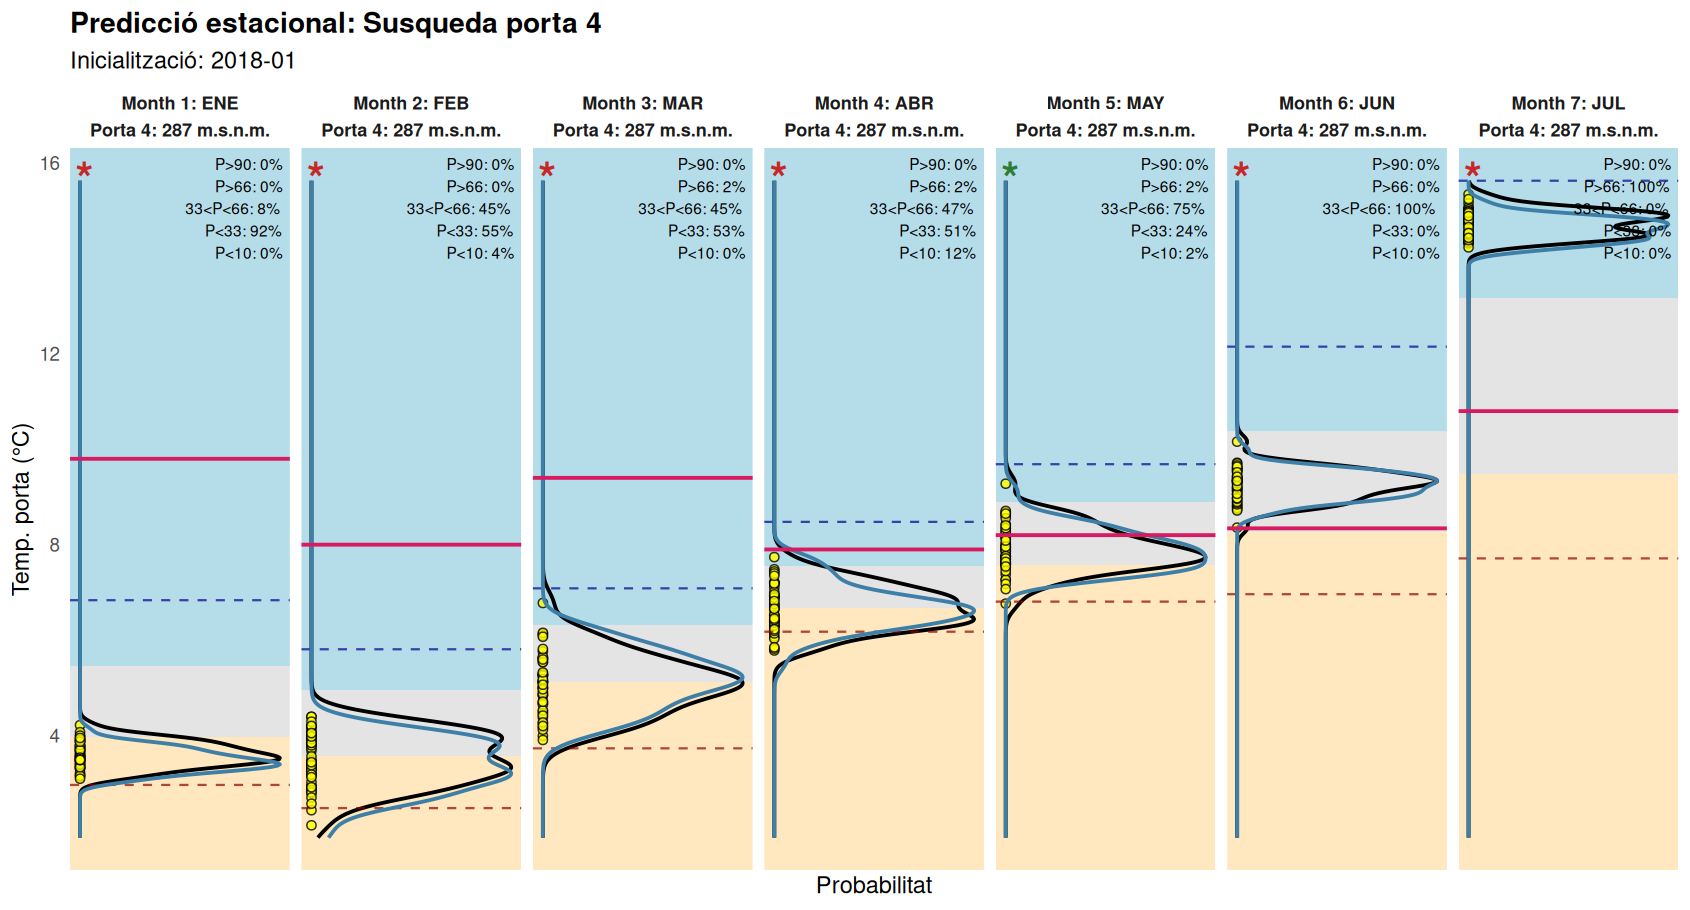 Predicció estacional: Susqueda porta 4
Inicialització: 2018-01
Month 1: ENE
Porta 4: 287 m.s.n.m.
Month 2: FEB
Porta 4: 287 m.s.n.m.
Month 3: MAR
Porta 4: 287 m.s.n.m.
Month 4: ABR
Porta 4: 287 m.s.n.m.
Month 5: MAY
Porta 4: 287 m.s.n.m.
Month 6: JUN
Porta 4: 287 m.s.n.m.
Month 7: JUL
Porta 4: 287 m.s.n.m.
Temp. porta (°C)
16
12
8
4
*
P>90: 0%
P>66: 0%
33<P<66: 8%
P<33: 92%
P<10: 0%
*
P>90: 0%
P>66: 0%
33<P<66: 45%
P<33: 55%
P<10: 4%
*
P>90: 0%
P>66: 2%
33<P<66: 45%
P<33: 53%
P<10: 0%
*
P>90: 0%
P>66: 2%
33<P<66: 47%
P<33: 51%
P<10: 12%
*
P>90: 0%
P>66: 2%
33<P<66: 75%
P<33: 24%
P<10: 2%
*
P>90: 0%
P>66: 0%
33<P<66: 100%
P<33: 0%
P<10: 0%
*
P>90: 0%
P>66: 100%
33<P<66: 0%
P<33: 0%
P<10: 0%
Probabilitat